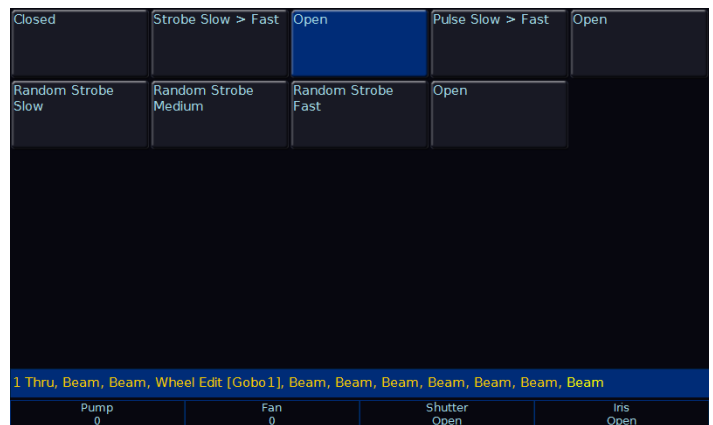 Closed
Strobe Slow > Fast
Open
Pulse Slow > Fast
Open
Random Strobe
Slow
Random Strobe
Medium
Random Strobe
Fast
Open
1 Thru, Beam, Beam, Wheel Edit [Gobo1], Beam, Beam, Beam, Beam, Beam, Beam, Beam
Pump
0
Fan
0
Shutter
Open
Iris
Open